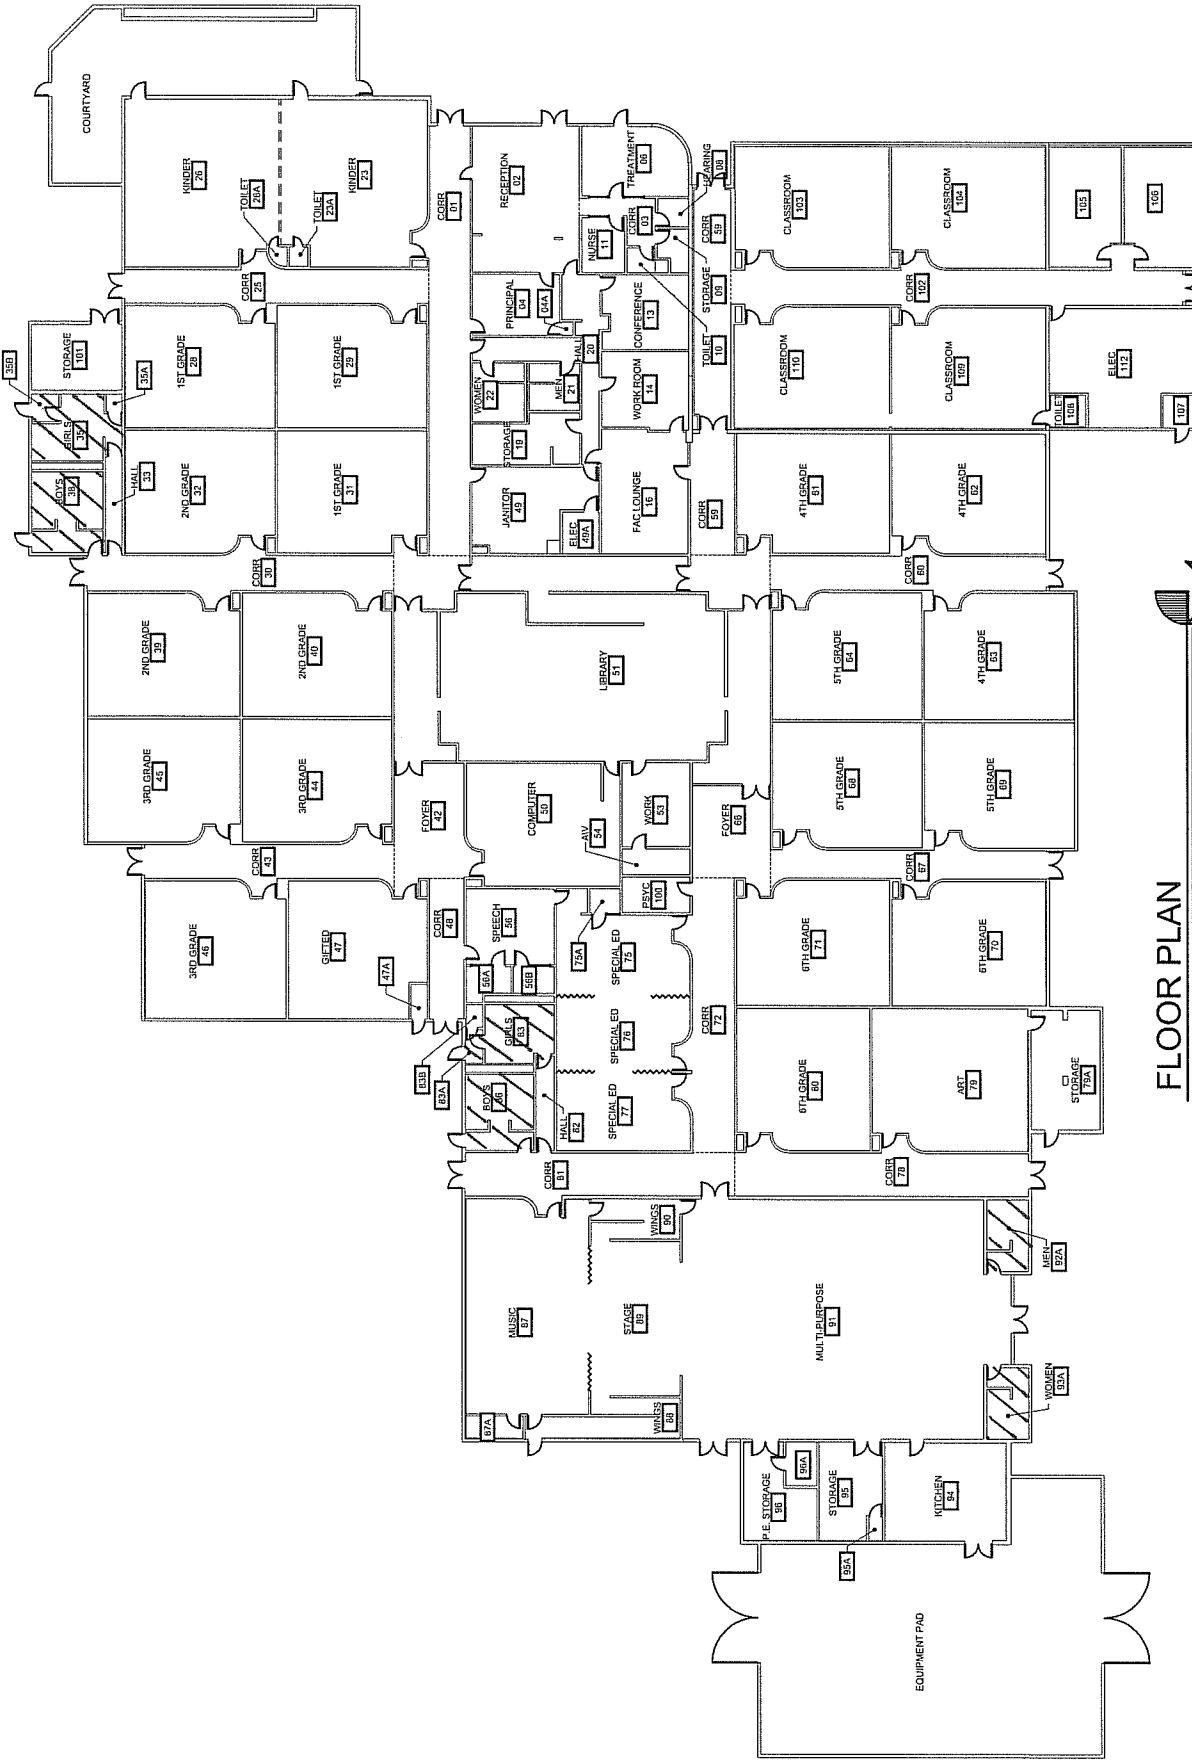 COURTYARD
KINDER
26
TOILET
26A
TOILET
23A
KINDER
23
CORR
01
RECEPTION
02
TREATMENT
06
HEARING
08
CORR
03
NURSE
11
STORAGE
09
TOILET
10
CORR
59
CLASSROOM
103
CLASSROOM
104
105
106
35B
STORAGE
101
35A
CORR
25
1ST GRADE
28
1ST GRADE
29
PRINCIPAL
04
04A
HALL
20
CONFERENCE
13
WORK ROOM
14
WOMEN
22
MEN
21
STORAGE
19
CORR
102
CLASSROOM
110
CLASSROOM
109
ELEC
112
TOILET
108
107
GIRLS
35
BOYS
38
HALL
33
2ND GRADE
32
1ST GRADE
31
JANITOR
49
ELEC
49A
FAC LOUNGE
16
CORR
59
4TH GRADE
61
4TH GRADE
62
CORR
30
CORR
60
2ND GRADE
39
2ND GRADE
40
LIBRARY
51
5TH GRADE
64
4TH GRADE
63
3RD GRADE
45
3RD GRADE
44
FOYER
42
COMPUTER
50
WORK
53
A\V
54
FOYER
66
5TH GRADE
68
5TH GRADE
69
CORR
43
CORR
67
3RD GRADE
46
GIFTED
47
47A
CORR
48
SPEECH
56
56A
56B
75A
PSYC
100
SPECIAL ED
75
SPECIAL ED
76
SPECIAL ED
77
CORR
72
6TH GRADE
71
6TH GRADE
70
83B
83A
GIRLS
83
BOYS
86
HALL
82
6TH GRADE
80
ART
79
STORAGE
79A
CORR
81
CORR
78
MUSIC
87
87A
STAGE
89
WINGS
90
WINGS
88
MULTI-PURPOSE
91
MEN
92A
WOMEN
93A
P.E. STORAGE
96
96A
STORAGE
95
95A
KITCHEN
94
EQUIPMENT PAD
FLOOR PLAN